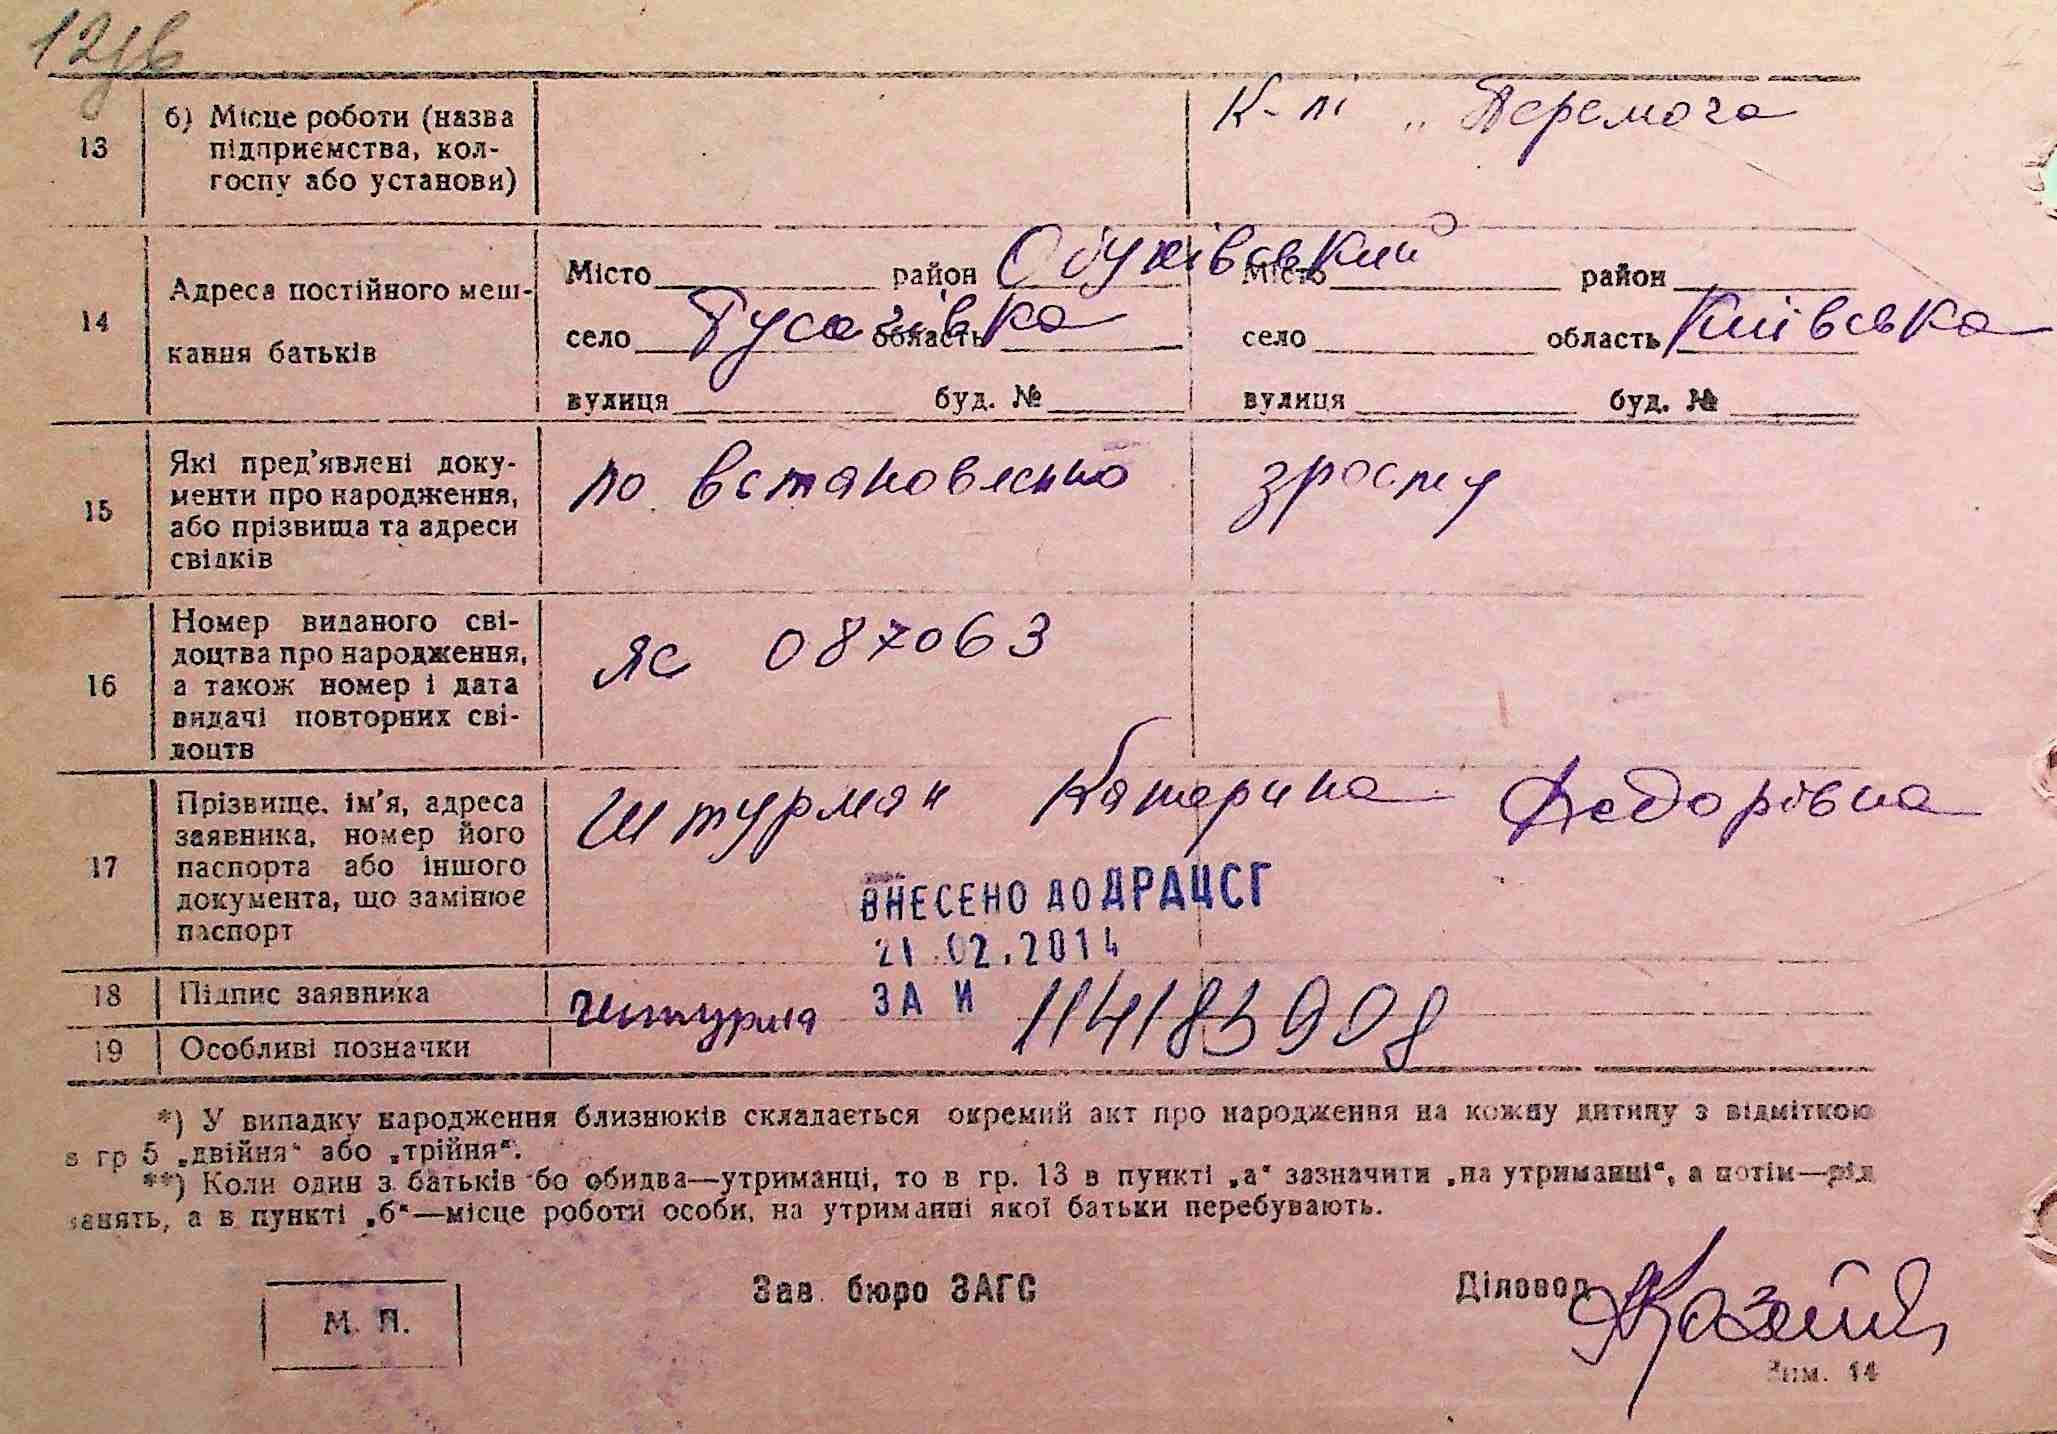 13
б) Місце роботи (назва
підприємства, кол-
госпу або установи)
К-пі „Перемога
14
Адреса постійного меш-
кання батьків
Місто район Обухівський
село Гусачівка область
вулиця буд. №
Місто район
село область Київська
вулиця буд. №
15
Які пред'явлені доку-
менти про народження,
або прізвища та адреси
свідків
по встановленню зросту
16
Номер виданого сві-
доцтва про народження,
а також номер і дата
видачі повторних сві-
доцтв
ЯС 087063
17
Прізвище, ім'я, адреса
заявника, номер його
паспорта або іншого
документа, що замінює
паспорт
Штурман Катерина Федорівна
ВНЕСЕНО ДО ДРАЦСГ
21.02.2014
18
Підпис заявника
Штурма
ЗА И 114183908
19
Особливі позначки
*) У випадку народження близнюків складається окремий акт про народження на кожну дитину з відміткою
в гр 5 „двійня“ або „трійня“.
**) Коли один з батьків бо обидва—утриманці, то в гр. 13 в пункті „а“ зазначити „на утриманні“, а потім—рід
занять, а в пункті „б“—місце роботи особи, на утриманні якої батьки перебувають.
М. П.
Зав. бюро ЗАГС
Діловод
Зим. 14